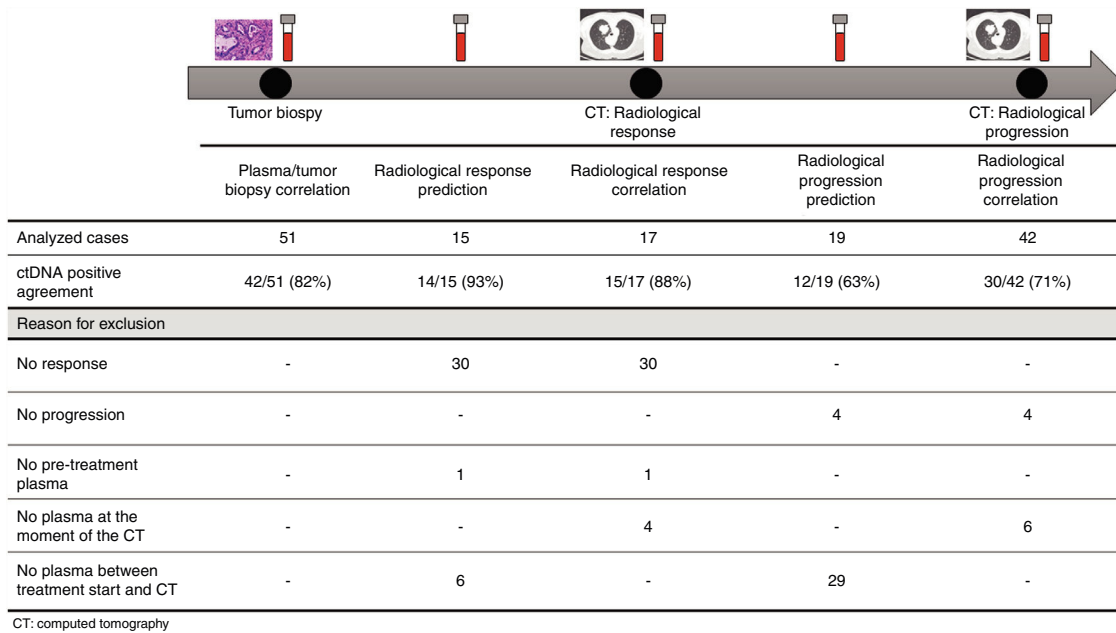 Tumor biospy
CT: Radiological
response
CT: Radiological
progression
Plasma/tumor
biopsy correlation
Radiological response
prediction
Radiological response
correlation
Radiological
progression
prediction
Radiological
progression
correlation
Analyzed cases 51 15 17 19 42
ctDNA positive
agreement
42/51 (82%) 14/15 (93%) 15/17 (88%) 12/19 (63%) 30/42 (71%)
Reason for exclusion
No response - 30 30 - -
No progression - - - 4 4
No pre-treatment
plasma
- 1 1 - -
No plasma at the
moment of the CT
- - 4 - 6
No plasma between
treatment start and CT
- 6 - 29 -
CT: computed tomography